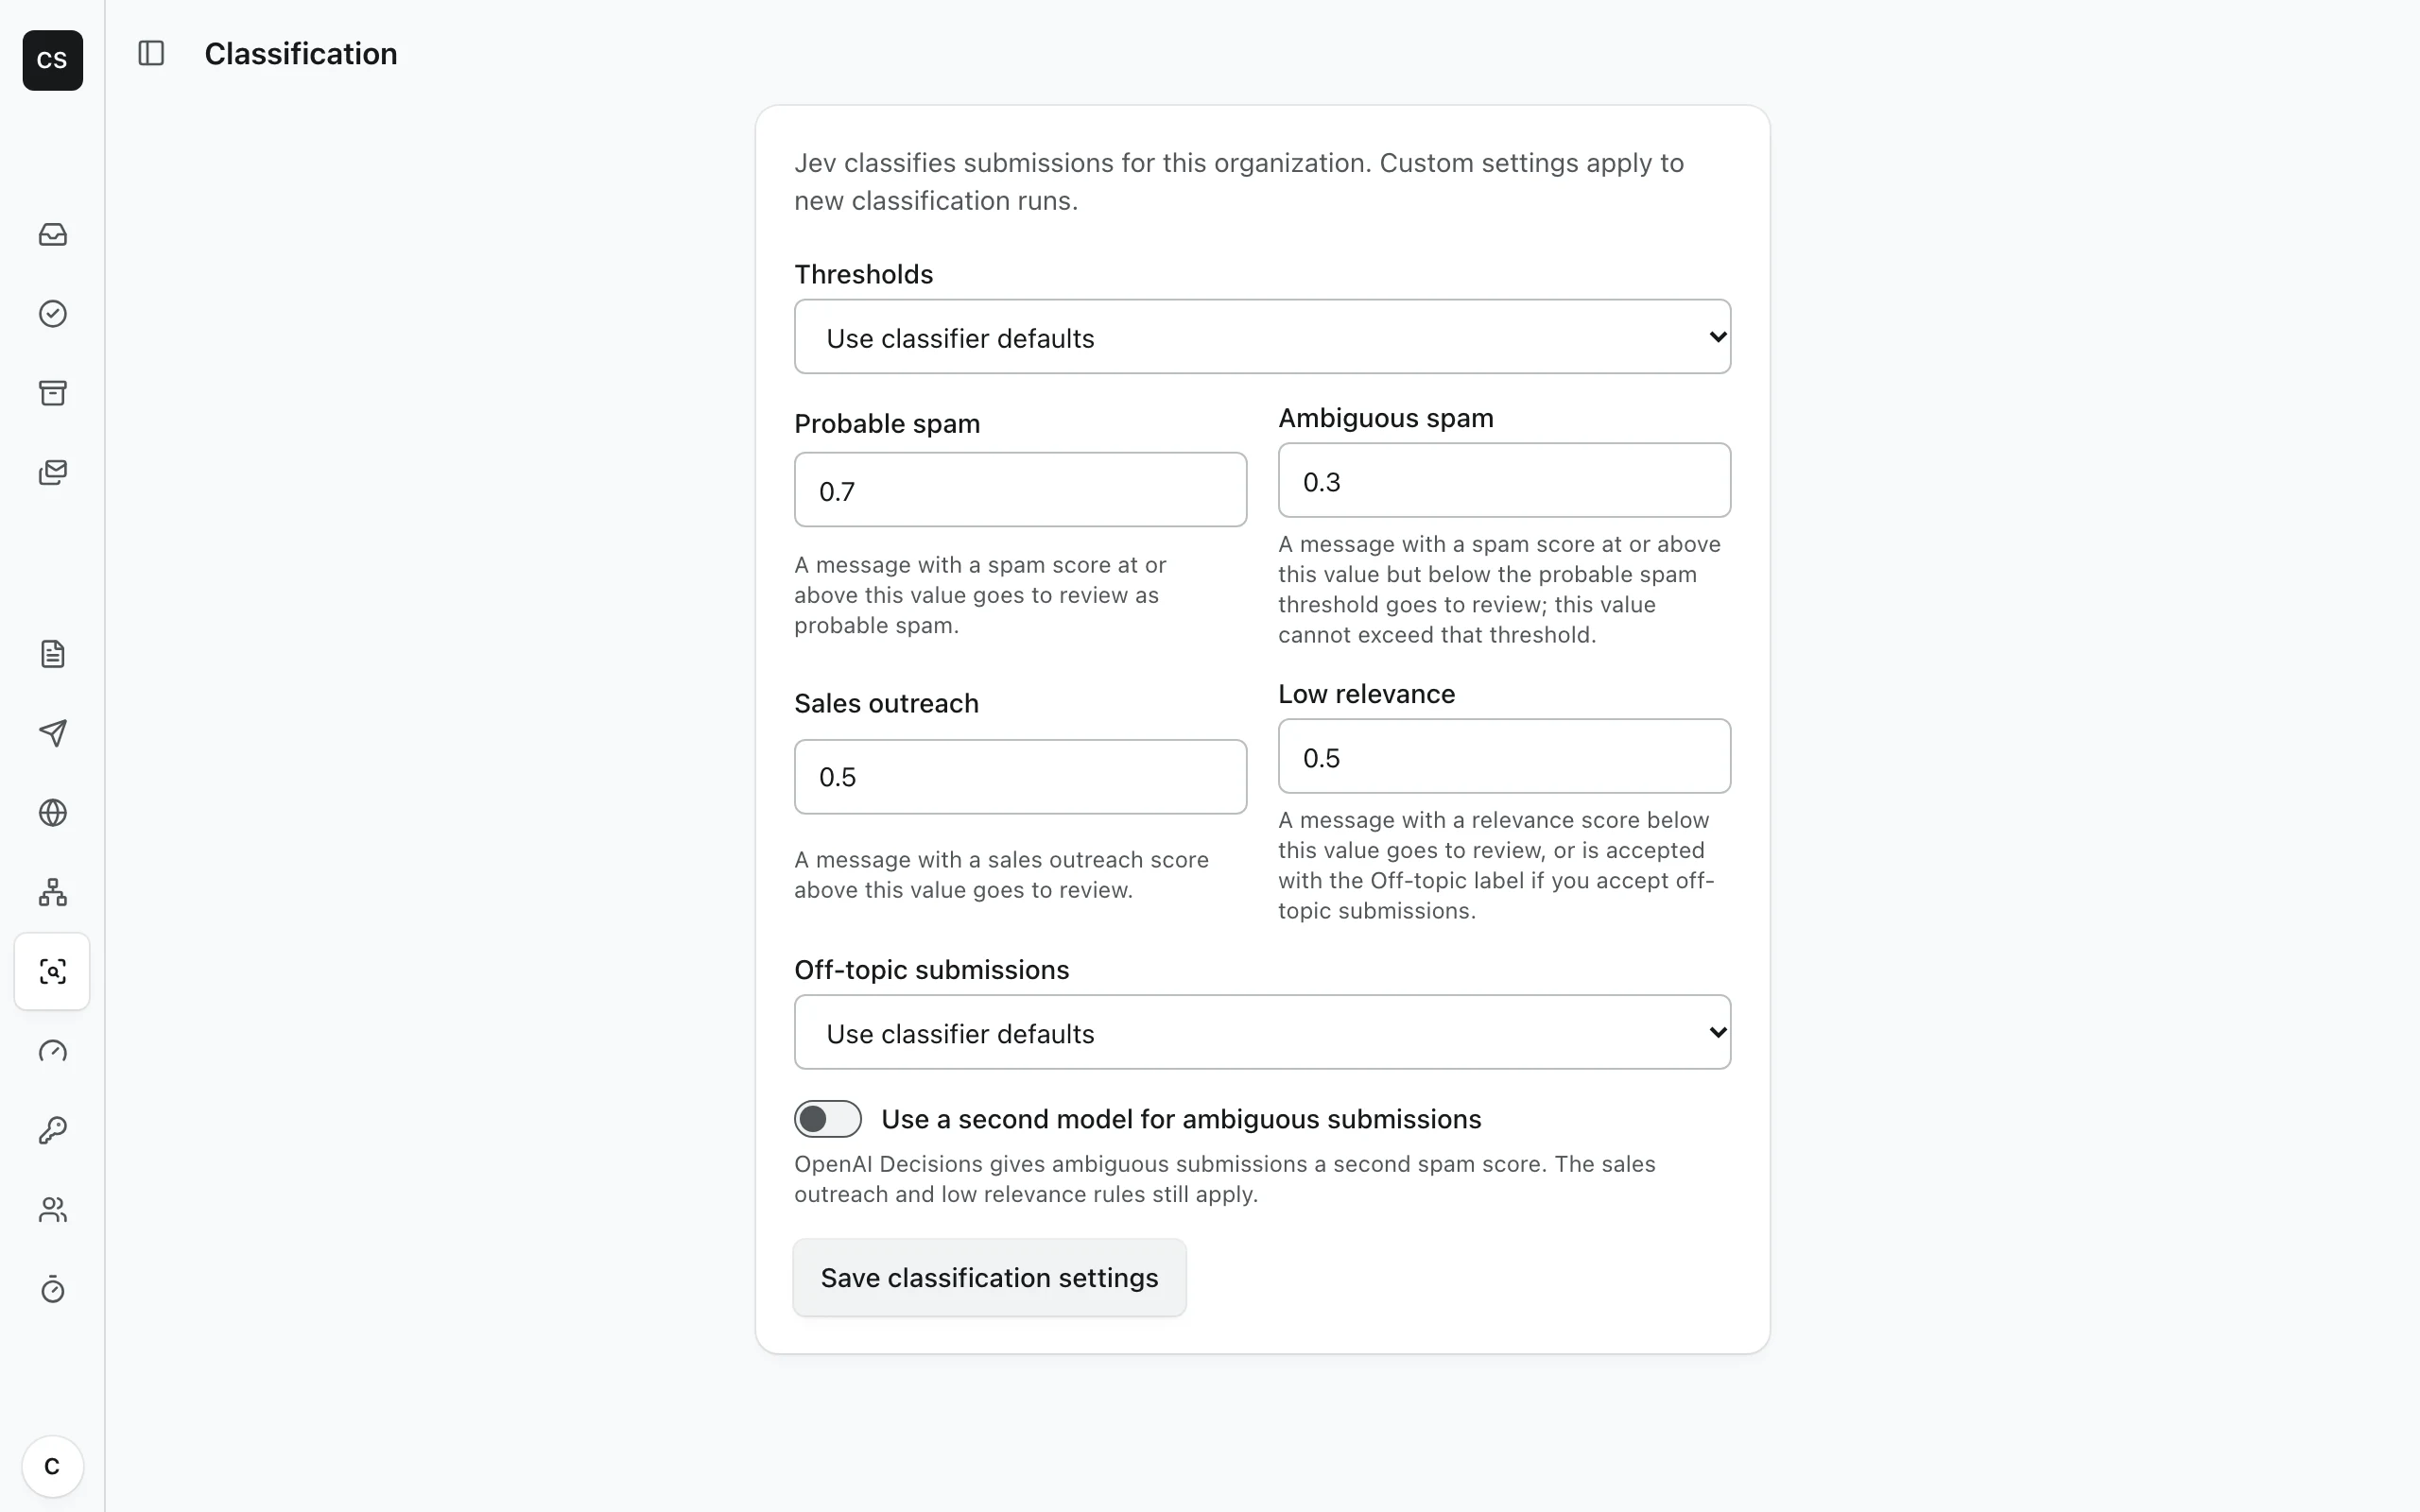 CS
Classification
Jev classifies submissions for this organization. Custom settings apply to
new classification runs.
Thresholds
Use classifier defaults
Probable spam
0.7
A message with a spam score at or
above this value goes to review as
probable spam.
Ambiguous spam
0.3
A message with a spam score at or above
this value but below the probable spam
threshold goes to review; this value
cannot exceed that threshold.
Sales outreach
0.5
A message with a sales outreach score
above this value goes to review.
Low relevance
0.5
A message with a relevance score below
this value goes to review, or is accepted
with the Off-topic label if you accept off-
topic submissions.
Off-topic submissions
Use classifier defaults
Use a second model for ambiguous submissions
OpenAI Decisions gives ambiguous submissions a second spam score. The sales
outreach and low relevance rules still apply.
Save classification settings
C